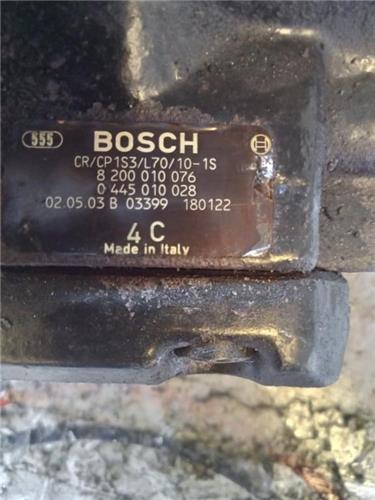 555 BOSCH
CR/CP1S3/L70/10-1S
8 200 010 076
0 445 010 028
02.05.03 B 03399 180122
4 C
Made in Italy